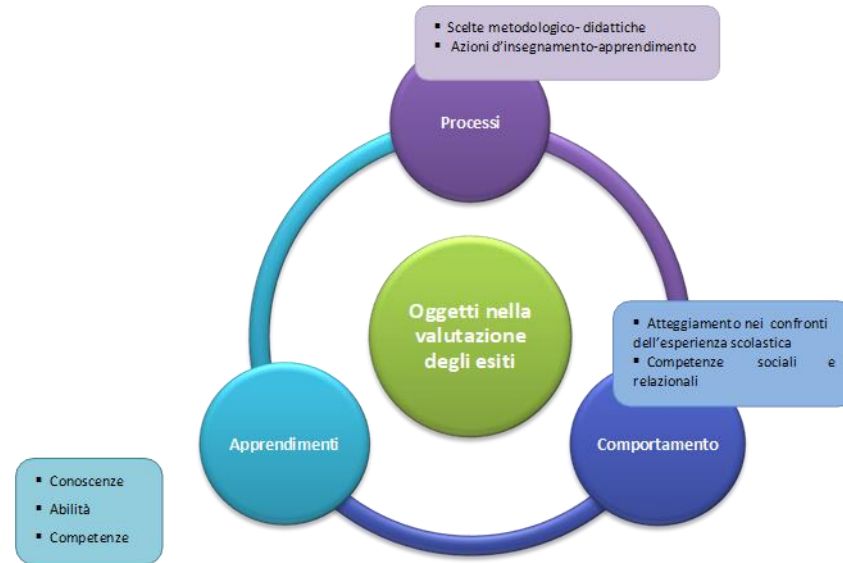 ▪ Scelte metodologico- didattiche
▪ Azioni d'insegnamento-apprendimento
Processi
Oggetti nella
valutazione
degli esiti
▪ Atteggiamento nei confronti
dell'esperienza scolastica
▪ Competenze sociali e
relazionali
Apprendimenti
Comportamento
▪ Conoscenze
▪ Abilità
▪ Competenze